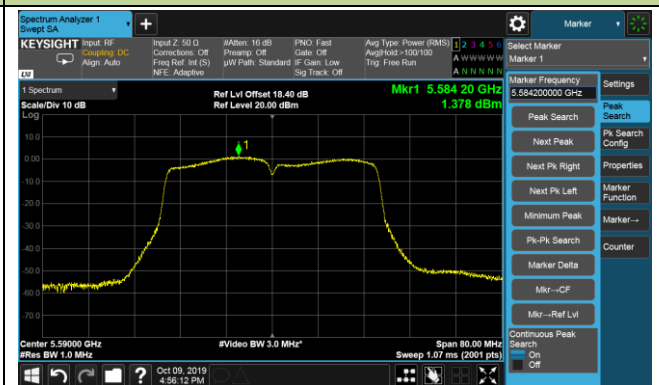 Spectrum Analyzer 1
Swept SA
Marker
KEYSIGHT
Input: RF
Coupling: DC
Align: Auto
Input Z: 50 Ω
Corrections: Off
Freq Ref: Int (S)
NFE: Adaptive
#Atten: 16 dB
Preamp: Off
µW Path: Standard
PNO: Fast
Gate: Off
IF Gain: Low
Sig Track: Off
Avg Type: Power (RMS)
Avg|Hold:>100/100
Trig: Free Run
1 2 3 4 5 6
A W W W W W
A N N N N N
Select Marker
Marker 1
LXI
1 Spectrum
Scale/Div 10 dB
Log
Ref Lvl Offset 18.40 dB
Ref Level 20.00 dBm
Mkr1 5.584 20 GHz
1.378 dBm
10.0
0.00
-10.0
-20.0
-30.0
-40.0
-50.0
-60.0
-70.0
1
Center 5.59000 GHz
#Res BW 1.0 MHz
#Video BW 3.0 MHz*
Span 80.00 MHz
Sweep 1.07 ms (2001 pts)
Marker Frequency
5.584200000 GHz
Peak Search
Next Peak
Next Pk Right
Next Pk Left
Minimum Peak
Pk-Pk Search
Marker Delta
Mkr→CF
Mkr→Ref Lvl
Continuous Peak
Search
On
Off
Settings
Peak
Search
Pk Search
Config
Properties
Marker
Function
Marker→
Counter
?
Oct 09, 2019
4:56:12 PM